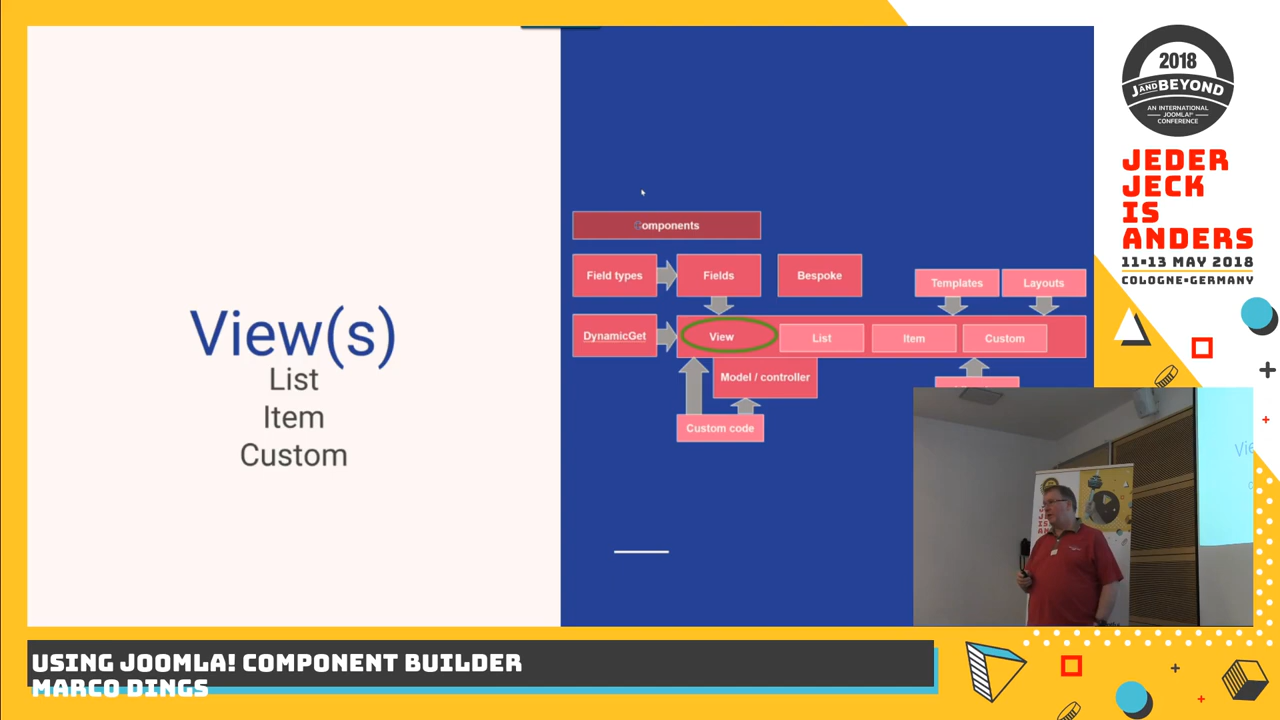 View(s)
List
Item
Custom
Components
Field types
Fields
Bespoke
Templates
Layouts
DynamicGet
View
List
Item
Custom
Model / controller
Custom code
2018
J AND BEYOND
AN INTERNATIONAL
JOOMLA!
CONFERENCE
JEDER
JECK
IS
ANDERS
11-13 MAY 2018
COLOGNE•GERMANY
USING JOOMLA! COMPONENT BUILDER
MARCO DINGS